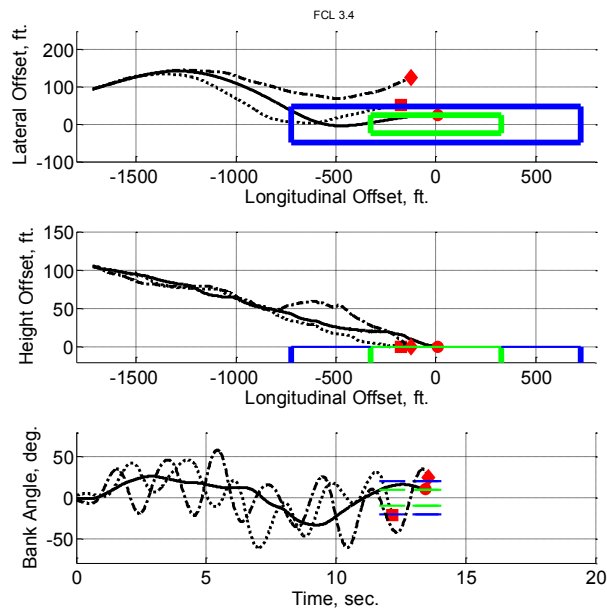 FCL 3.4
Lateral Offset, ft.
200
100
0
-100
-1500 -1000 -500 0 500
Longitudinal Offset, ft.
Height Offset, ft.
150
100
50
0
-1500 -1000 -500 0 500
Longitudinal Offset, ft.
Bank Angle, deg.
50
0
-50
0 5 10 15 20
Time, sec.